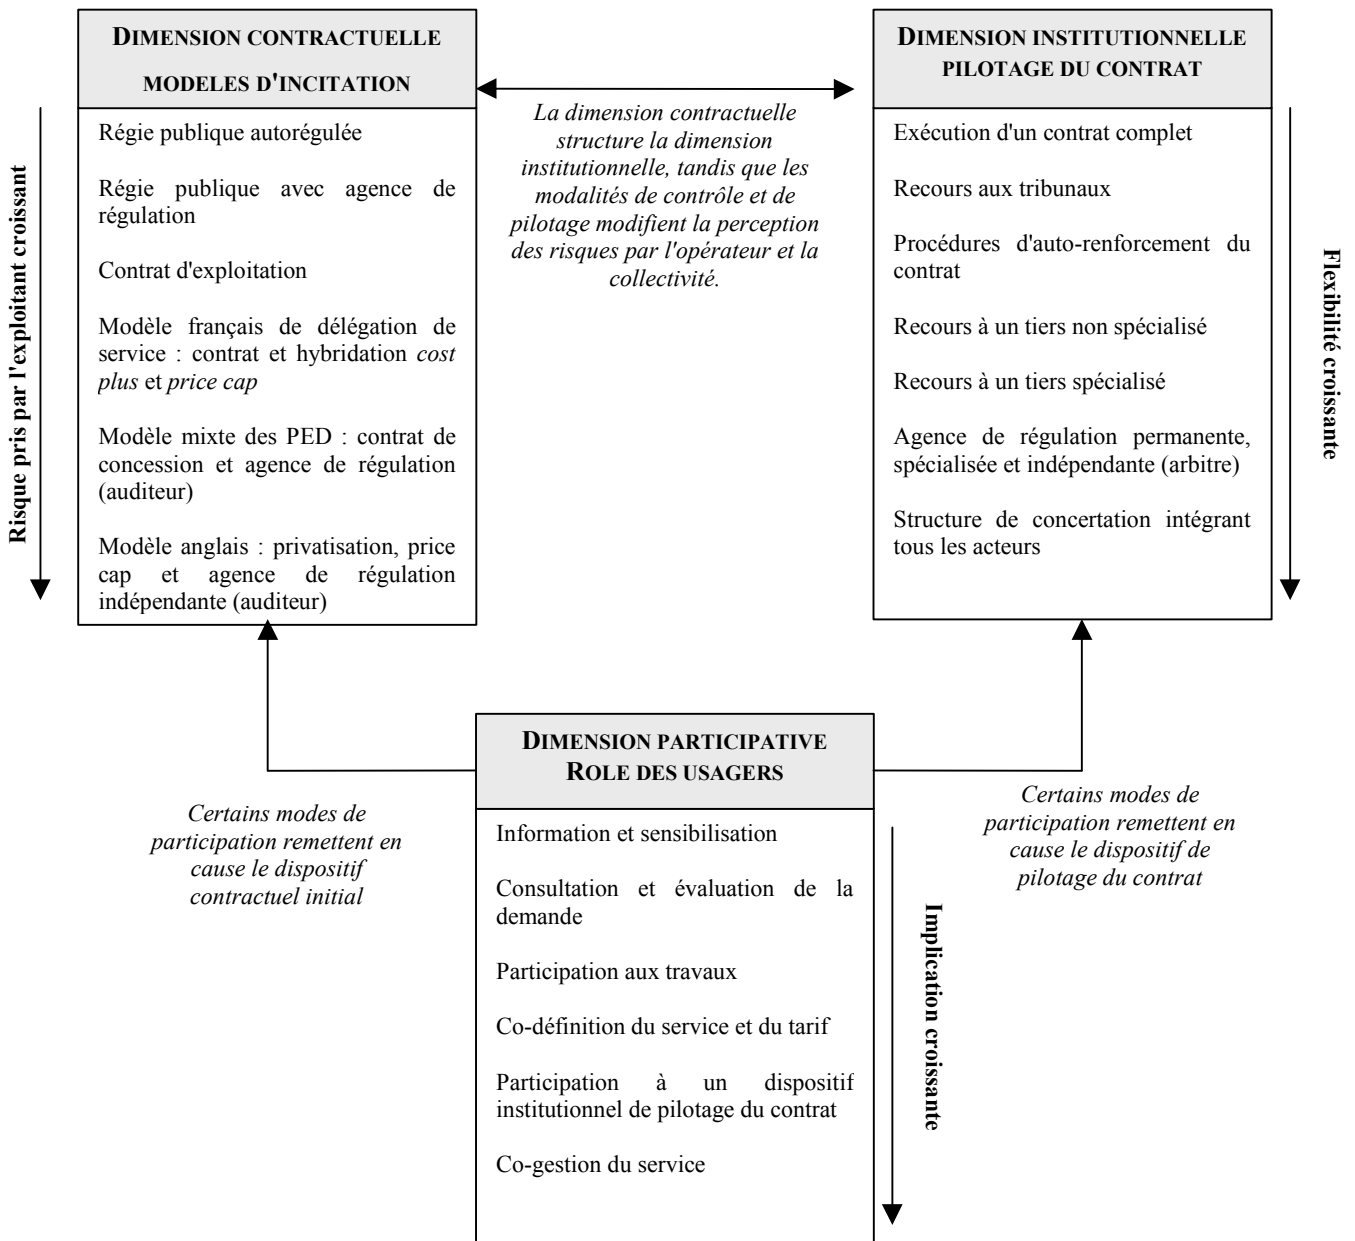 DIMENSION CONTRACTUELLE
MODELES D'INCITATION
Risque pris par l'exploitant croissant
Régie publique autorégulée
Régie publique avec agence de
régulation
Contrat d'exploitation
Modèle français de délégation de
service : contrat et hybridation cost
plus et price cap
Modèle mixte des PED : contrat de
concession et agence de régulation
(auditeur)
Modèle anglais : privatisation, price
cap et agence de régulation
indépendante (auditeur)
La dimension contractuelle
structure la dimension
institutionnelle, tandis que les
modalités de contrôle et de
pilotage modifient la perception
des risques par l'opérateur et la
collectivité.
DIMENSION INSTITUTIONNELLE
PILOTAGE DU CONTRAT
Exécution d'un contrat complet
Recours aux tribunaux
Procédures d'auto-renforcement du
contrat
Recours à un tiers non spécialisé
Recours à un tiers spécialisé
Agence de régulation permanente,
spécialisée et indépendante (arbitre)
Structure de concertation intégrant
tous les acteurs
Flexibilité croissante
Certains modes de
participation remettent en
cause le dispositif
contractuel initial
DIMENSION PARTICIPATIVE
ROLE DES USAGERS
Information et sensibilisation
Consultation et évaluation de la
demande
Participation aux travaux
Co-définition du service et du tarif
Participation à un dispositif
institutionnel de pilotage du contrat
Co-gestion du service
Implication croissante
Certains modes de
participation remettent en
cause le dispositif de
pilotage du contrat